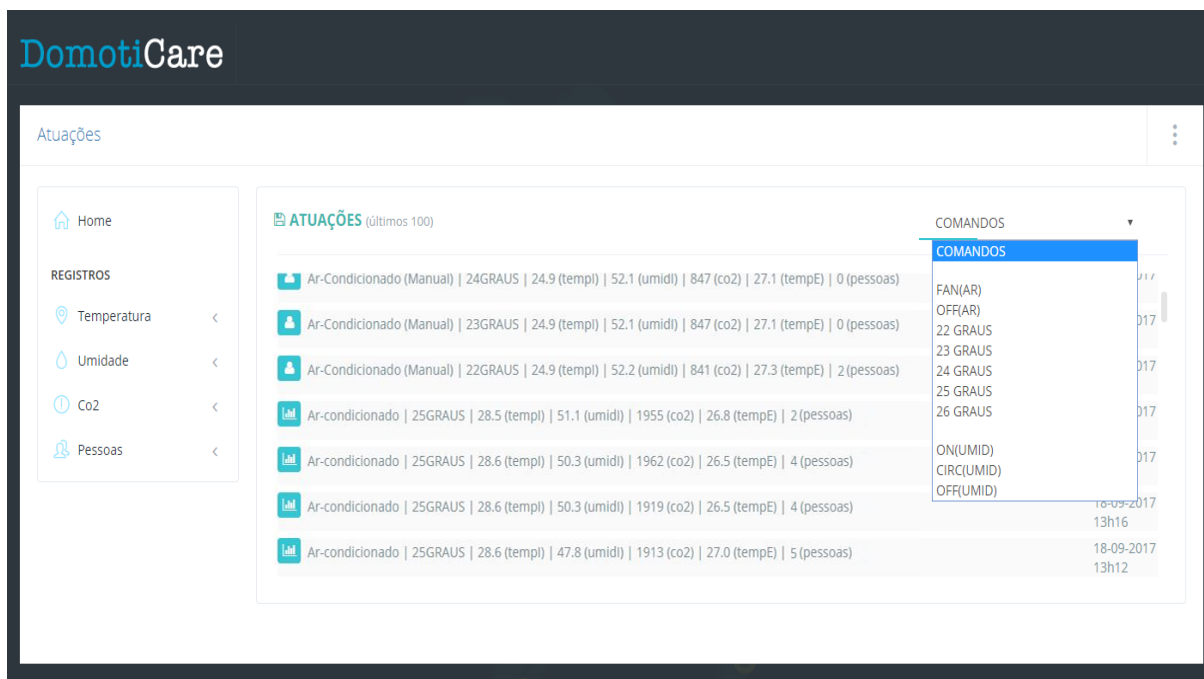 DomotiCare
Atuações
Home
REGISTROS
Temperatura
Umidade
Co2
Pessoas
ATUAÇÕES (últimos 100)
COMANDOS
COMANDOS
FAN(AR)
OFF(AR)
22 GRAUS
23 GRAUS
24 GRAUS
25 GRAUS
26 GRAUS
ON(UMID)
CIRC(UMID)
OFF(UMID)
Ar-Condicionado (Manual) | 24GRAUS | 24.9 (tempI) | 52.1 (umidI) | 847 (co2) | 27.1 (tempE) | 0 (pessoas)
Ar-Condicionado (Manual) | 23GRAUS | 24.9 (tempI) | 52.1 (umidI) | 847 (co2) | 27.1 (tempE) | 0 (pessoas)
Ar-Condicionado (Manual) | 22GRAUS | 24.9 (tempI) | 52.2 (umidI) | 841 (co2) | 27.3 (tempE) | 2 (pessoas)
Ar-condicionado | 25GRAUS | 28.5 (tempI) | 51.1 (umidI) | 1955 (co2) | 26.8 (tempE) | 2 (pessoas)
Ar-condicionado | 25GRAUS | 28.6 (tempI) | 50.3 (umidI) | 1962 (co2) | 26.5 (tempE) | 4 (pessoas)
Ar-condicionado | 25GRAUS | 28.6 (tempI) | 50.3 (umidI) | 1919 (co2) | 26.5 (tempE) | 4 (pessoas)
18-09-2017
13h16
Ar-condicionado | 25GRAUS | 28.6 (tempI) | 47.8 (umidI) | 1913 (co2) | 27.0 (tempE) | 5 (pessoas)
18-09-2017
13h12